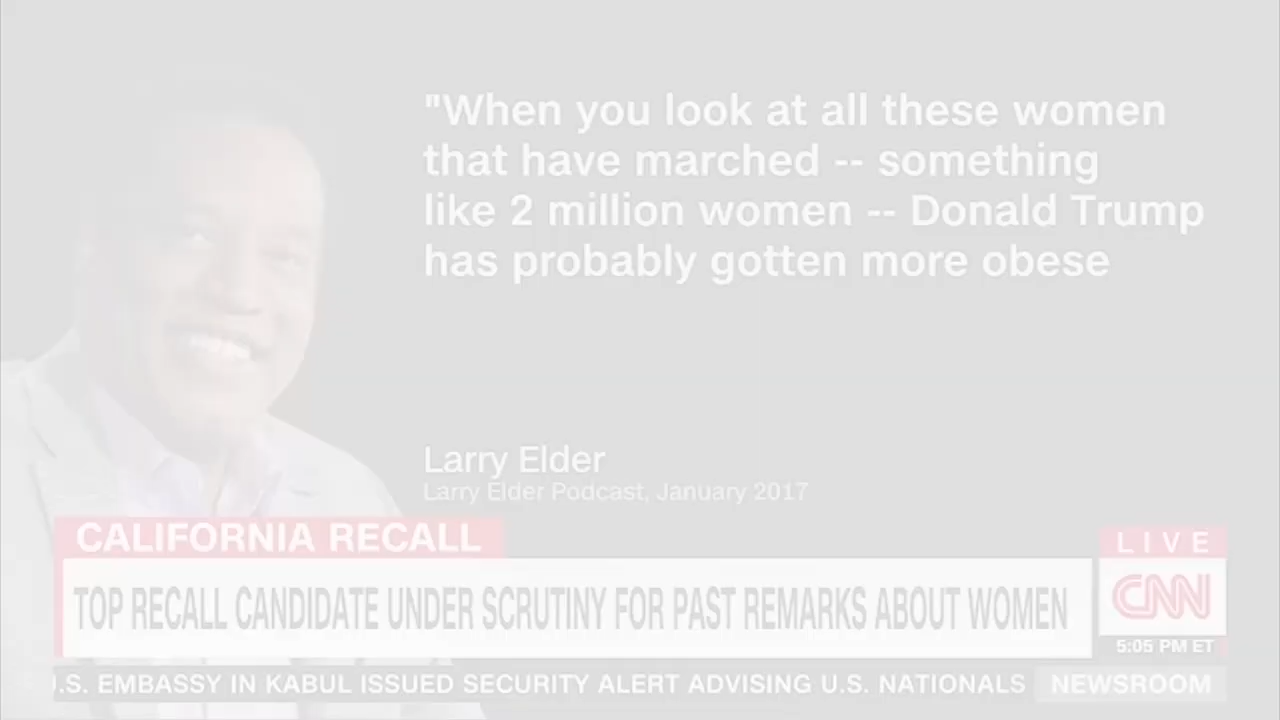 "When you look at all these women
that have marched -- something
like 2 million women -- Donald Trump
has probably gotten more obese
Larry Elder
Larry Elder Podcast, January 2017
CALIFORNIA RECALL
LIVE
TOP RECALL CANDIDATE UNDER SCRUTINY FOR PAST REMARKS ABOUT WOMEN
CNN
5:05 PM ET
.S. EMBASSY IN KABUL ISSUED SECURITY ALERT ADVISING U.S. NATIONALS
NEWSROOM